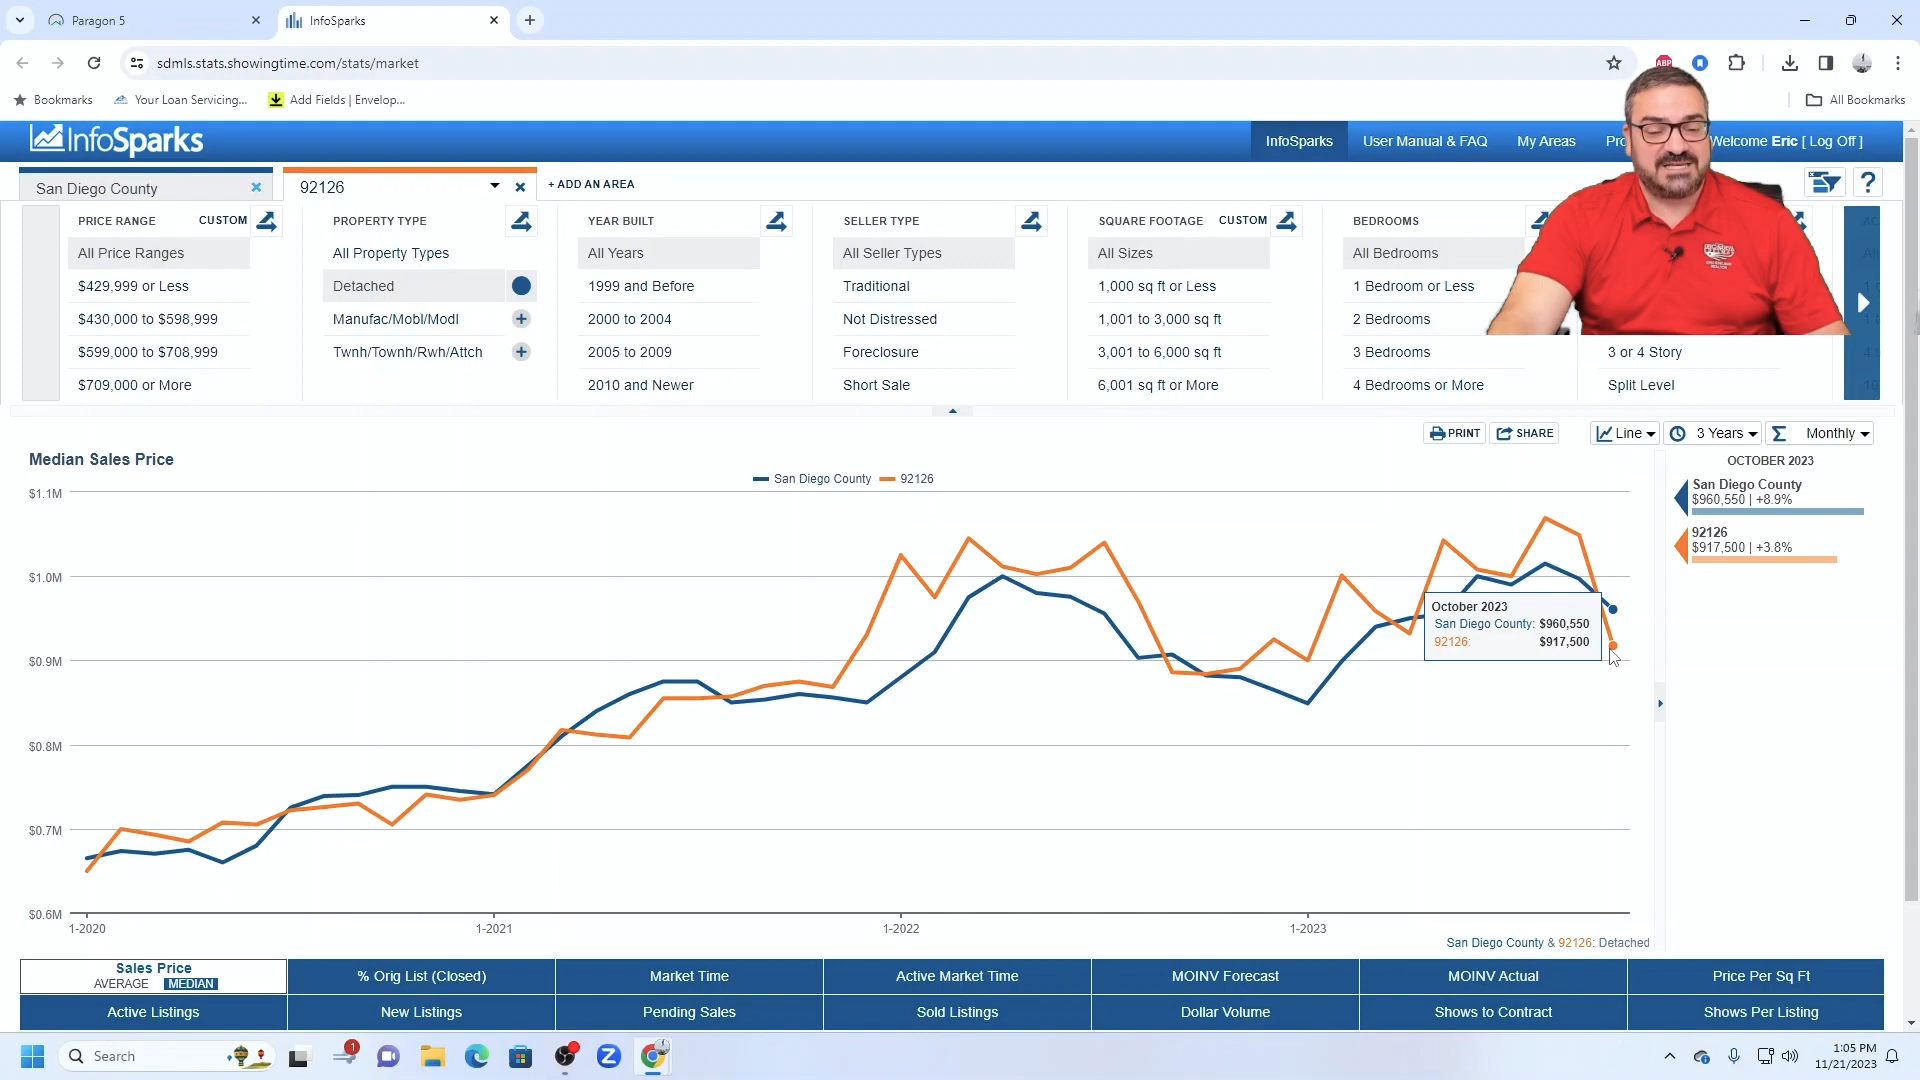 Paragon 5
InfoSparks
sdmls.stats.showingtime.com/stats/market
ABP
Bookmarks
Your Loan Servicing...
Add Fields | Envelop...
All Bookmarks
InfoSparks
InfoSparks
User Manual & FAQ
My Areas
Welcome Eric [ Log Off ]
San Diego County
92126
+ ADD AN AREA
?
PRICE RANGE CUSTOM
All Price Ranges
$429,999 or Less
$430,000 to $598,999
$599,000 to $708,999
$709,000 or More
PROPERTY TYPE
All Property Types
Detached
Manufac/Mobl/Modl
Twnh/Townh/Rwh/Attch
YEAR BUILT
All Years
1999 and Before
2000 to 2004
2005 to 2009
2010 and Newer
SELLER TYPE
All Seller Types
Traditional
Not Distressed
Foreclosure
Short Sale
SQUARE FOOTAGE CUSTOM
All Sizes
1,000 sq ft or Less
1,001 to 3,000 sq ft
3,001 to 6,000 sq ft
6,001 sq ft or More
BEDROOMS
All Bedrooms
1 Bedroom or Less
2 Bedrooms
3 Bedrooms
4 Bedrooms or More
3 or 4 Story
Split Level
PRINT
SHARE
Line
3 Years
Monthly
Median Sales Price
San Diego County
92126
$1.1M
$1.0M
$0.9M
$0.8M
$0.7M
$0.6M
1-2020
1-2021
1-2022
1-2023
October 2023
San Diego County: $960,550
92126: $917,500
OCTOBER 2023
San Diego County
$960,550 | +8.9%
92126
$917,500 | +3.8%
San Diego County & 92126: Detached
Sales Price
AVERAGE MEDIAN
% Orig List (Closed)
Market Time
Active Market Time
MOINV Forecast
MOINV Actual
Price Per Sq Ft
Active Listings
New Listings
Pending Sales
Sold Listings
Dollar Volume
Shows to Contract
Shows Per Listing
Search
1
1:05 PM
11/21/2023